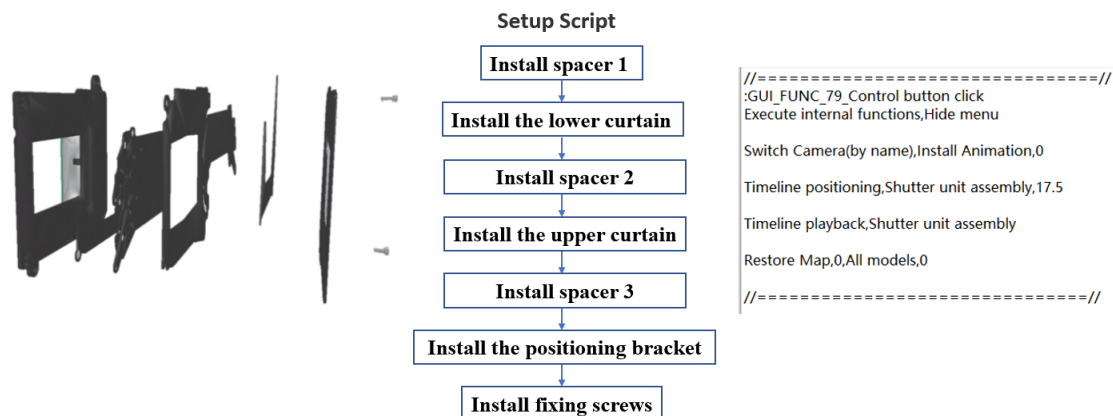 Setup Script
Install spacer 1
Install the lower curtain
Install spacer 2
Install the upper curtain
Install spacer 3
Install the positioning bracket
Install fixing screws
//================================//
:GUI_FUNC_79_Control button click
Execute internal functions,Hide menu
Switch Camera(by name),Install Animation,0
Timeline positioning,Shutter unit assembly,17.5
Timeline playback,Shutter unit assembly
Restore Map,0,All models,0
//===============================//